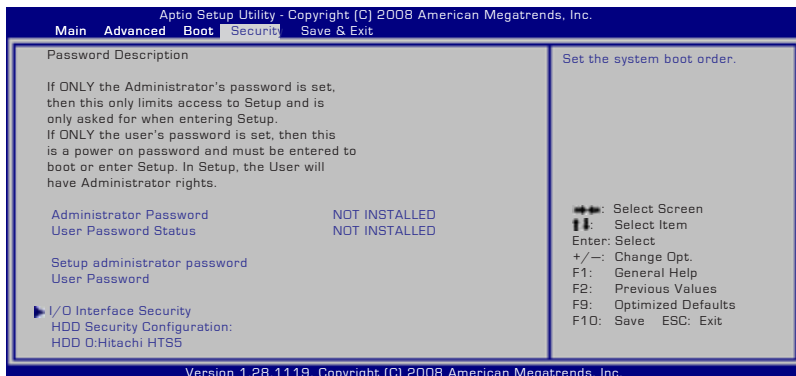 Aptio Setup Utility - Copyright (C) 2008 American Megatrends, Inc.
Main Advanced Boot Security Save & Exit
Password Description
If ONLY the Administrator's password is set,
then this only limits access to Setup and is
only asked for when entering Setup.
If ONLY the user's password is set, then this
is a power on password and must be entered to
boot or enter Setup. In Setup, the User will
have Administrator rights.
Administrator Password NOT INSTALLED
User Password Status NOT INSTALLED
Setup administrator password
User Password
I/O Interface Security
HDD Security Configuration:
HDD 0:Hitachi HTS5
Set the system boot order.
: Select Screen
: Select Item
Enter: Select
+/–: Change Opt.
F1: General Help
F2: Previous Values
F9: Optimized Defaults
F10: Save ESC: Exit
Version 1.28.1119. Copyright (C) 2008 American Megatrends, Inc.